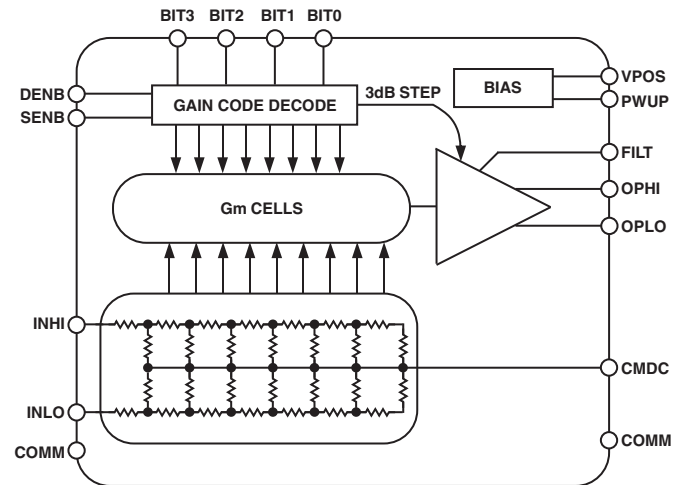 BIT3 BIT2 BIT1 BIT0
DENB
SENB
GAIN CODE DECODE
3dB STEP
BIAS
VPOS
PWUP
FILT
OPHI
OPLO
Gm CELLS
INHI
INLO
COMM
CMDC
COMM